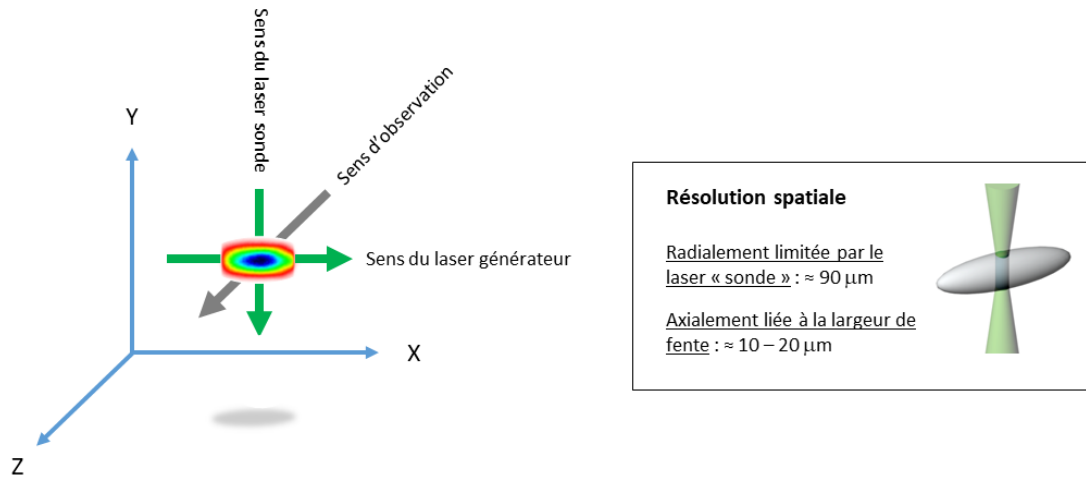 Sens du laser sonde
Sens d'observation
Y
Sens du laser générateur
X
Z
Résolution spatiale
Radialement limitée par le
laser « sonde » : ≈ 90 µm
Axialement liée à la largeur de
fente : ≈ 10 – 20 µm